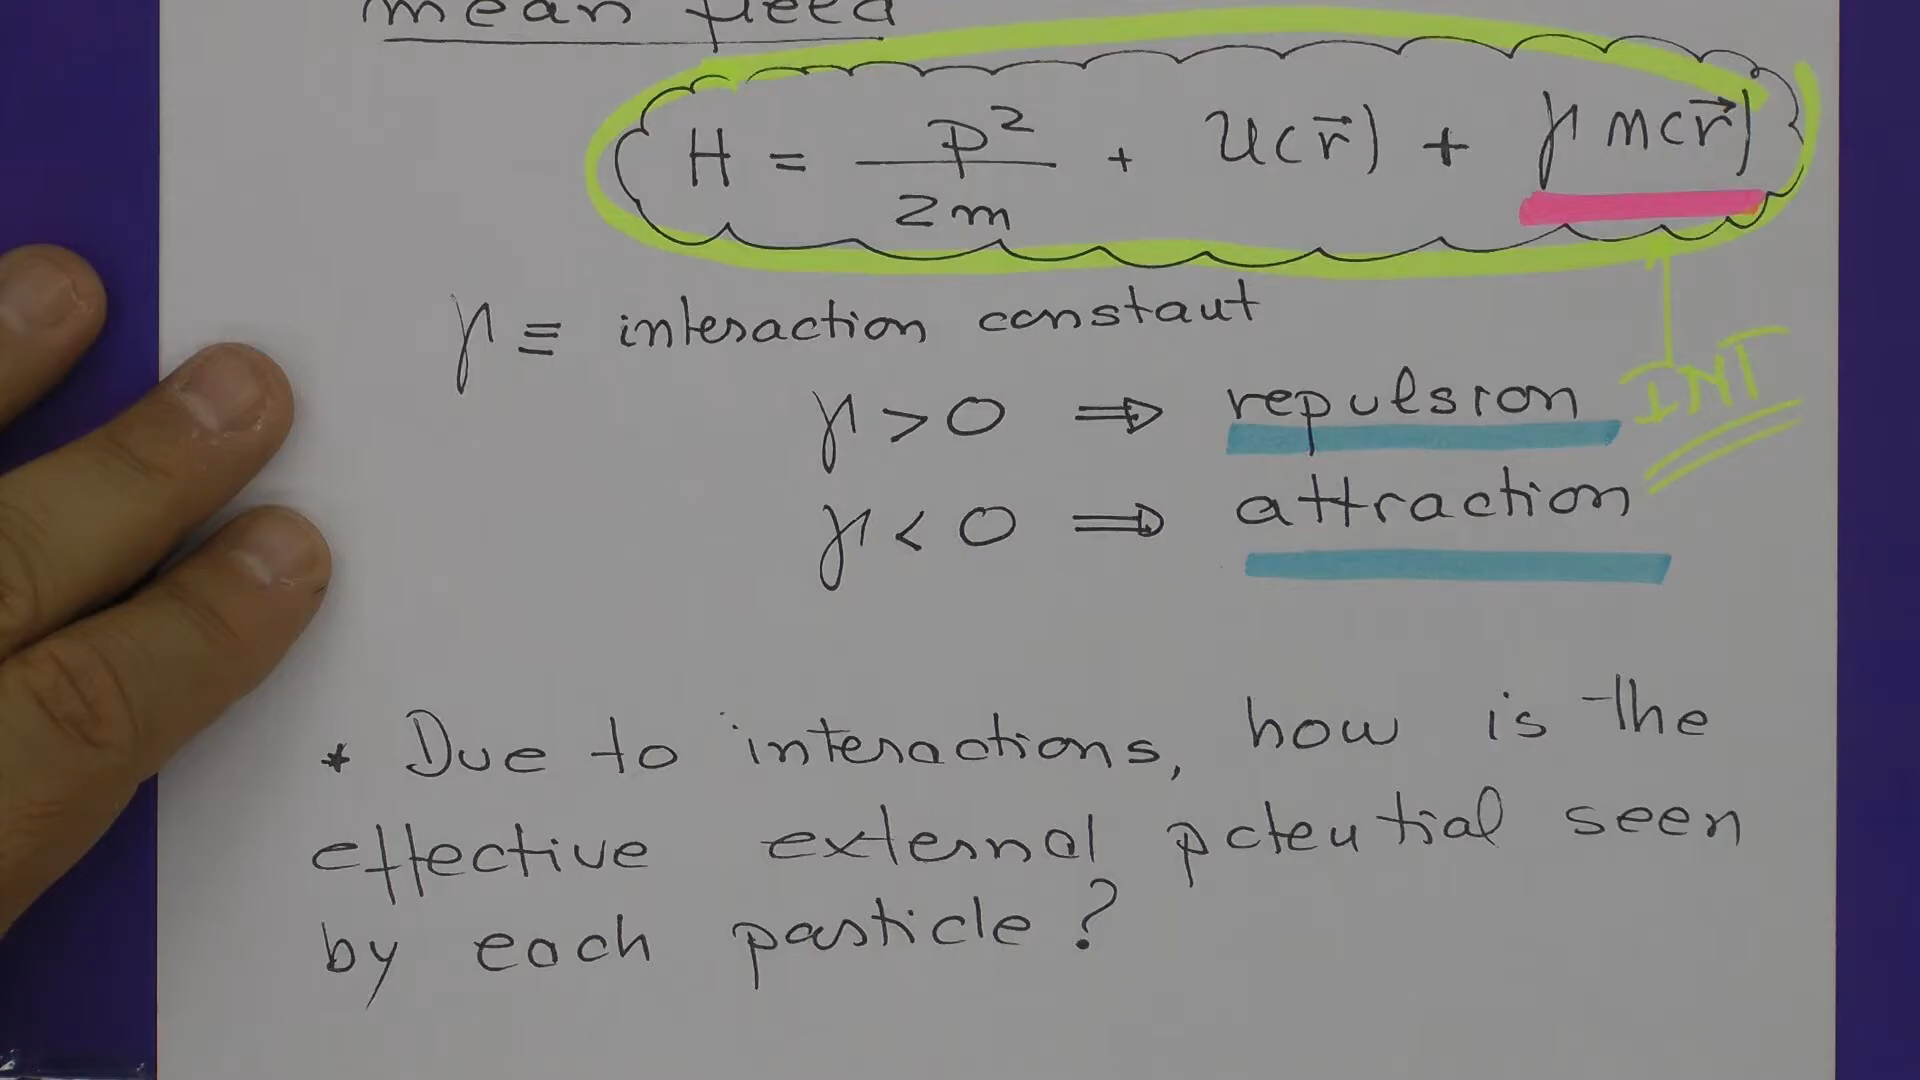 mean field
H = p²/2m + U(r⃗) + γ n(r⃗)
γ ≡ interaction constant
INT
γ > 0 ⇒ repulsion
γ < 0 ⇒ attraction
* Due to interactions, how is the
effective external potential seen
by each particle?